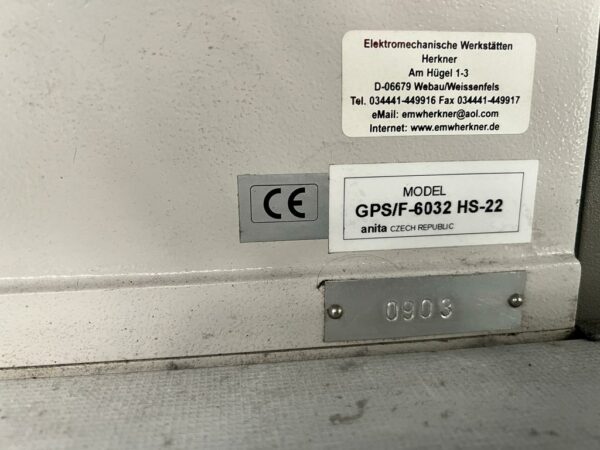 Elektromechanische Werkstätten
Herkner
Am Hügel 1-3
D-06679 Webau/Weissenfels
Tel. 034441-449916 Fax 034441-449917
eMail: emwherkner@aol.com
Internet: www.emwherkner.de
CE
MODEL
GPS/F-6032 HS-22
anita CZECH REPUBLIC
0903